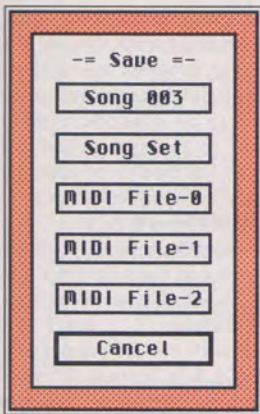 -= Save =-
Song 003
Song Set
MIDI File-0
MIDI File-1
MIDI File-2
Cancel